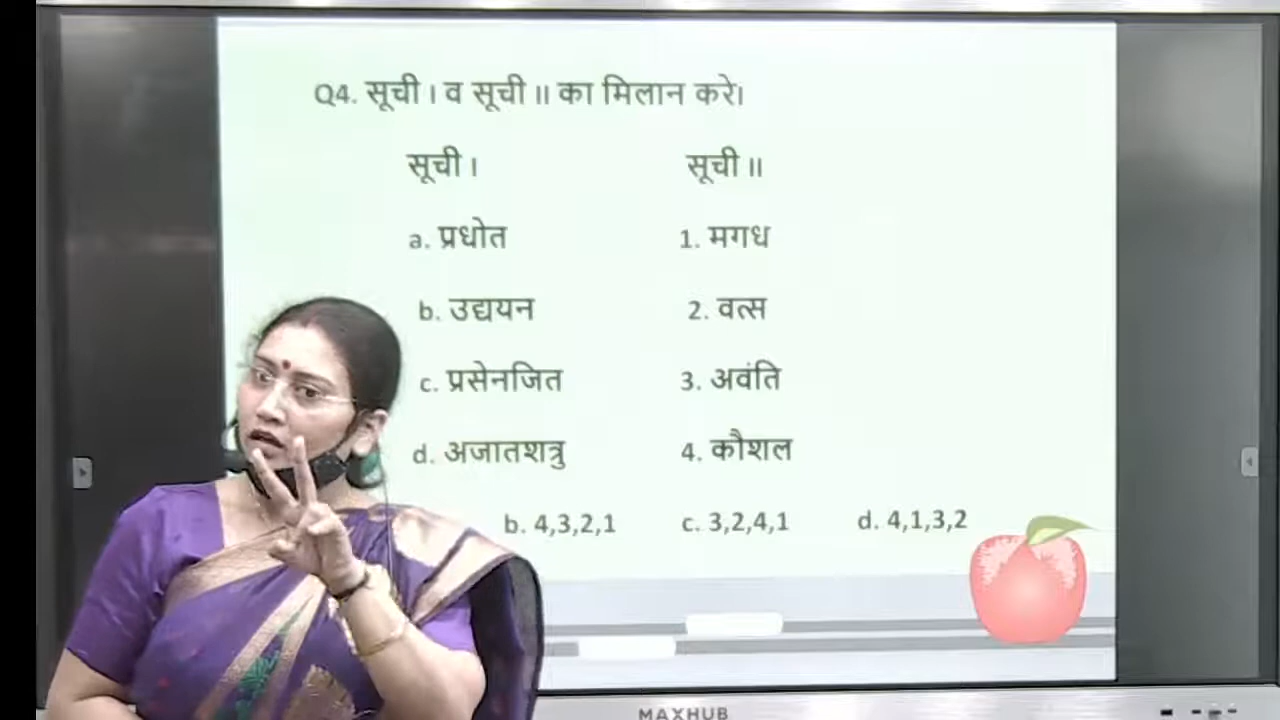 Q4. सूची । व सूची ॥ का मिलान करे।
सूची । सूची ॥
a. प्रधोत 1. मगध
b. उद्ययन 2. वत्स
c. प्रसेनजित 3. अवंति
d. अजातशत्रु 4. कौशल
b. 4,3,2,1 c. 3,2,4,1 d. 4,1,3,2
MAXHUB